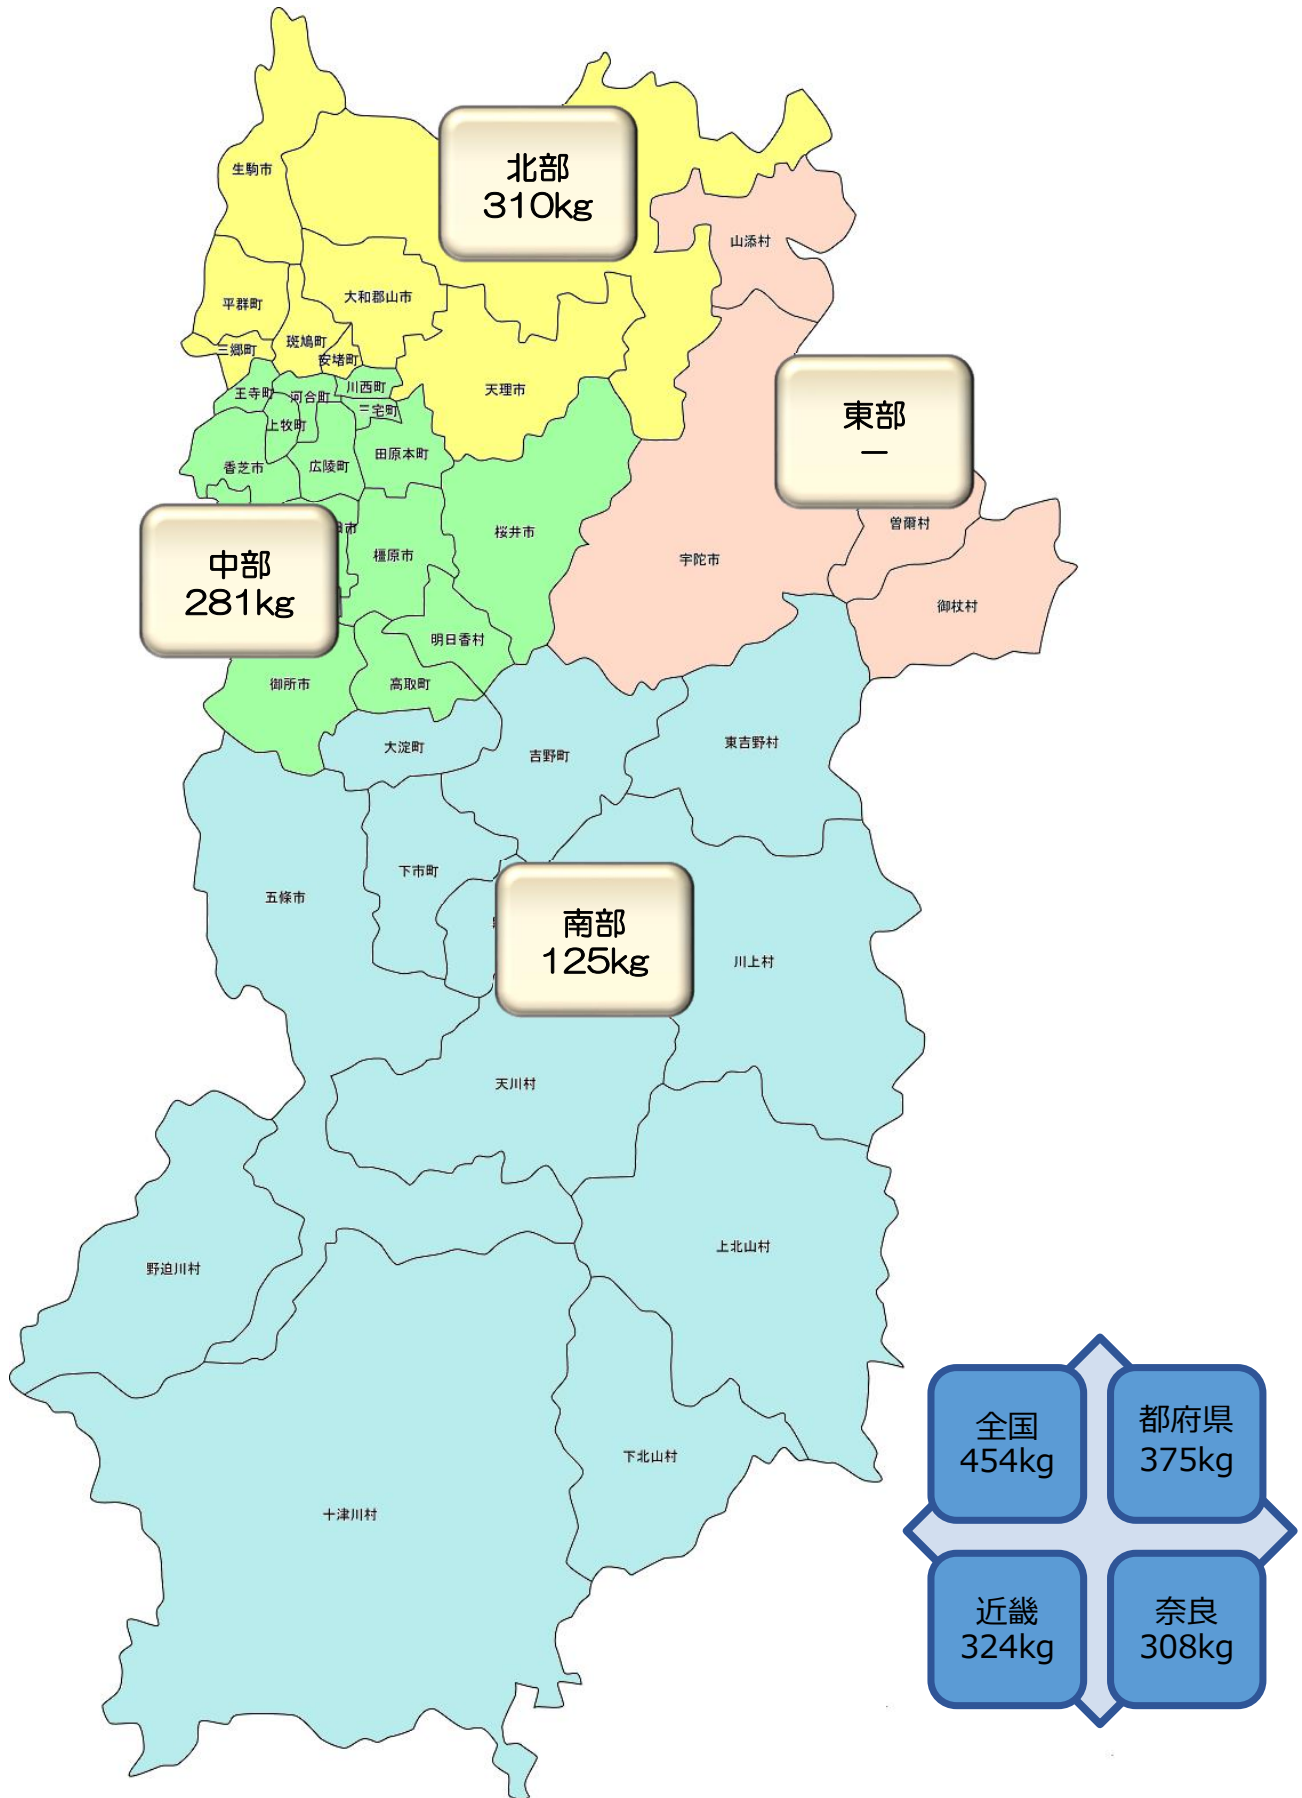 北部
310kg
生駒市
山添村
平群町
大和郡山市
斑鳩町
三郷町
安堵町
天理市
王寺町
河合町
川西町
三宅町
上牧町
東部
—
香芝市
広陵町
田原本町
曽爾村
桜井市
橿原市
宇陀市
中部
281kg
御杖村
明日香村
御所市
高取町
大淀町
吉野町
東吉野村
下市町
五條市
南部
125kg
川上村
天川村
上北山村
野迫川村
下北山村
十津川村
全国
454kg
都府県
375kg
近畿
324kg
奈良
308kg